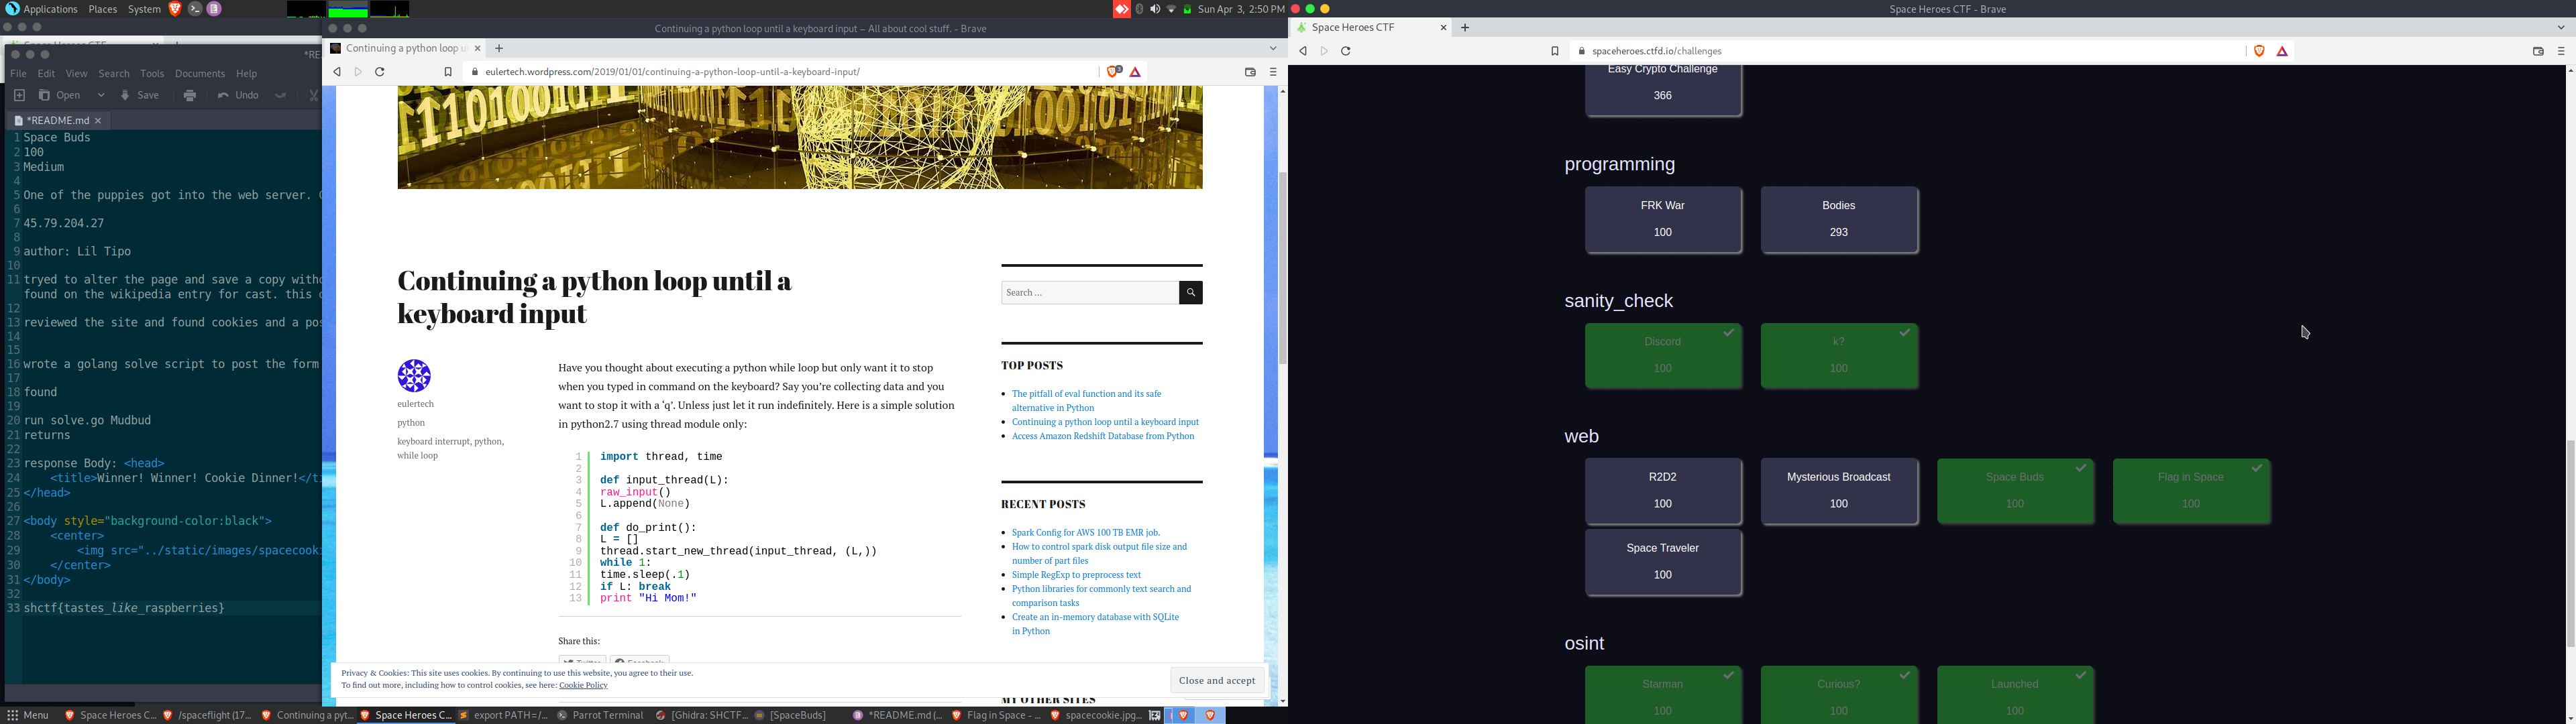 Applications Places System
Sun Apr 3, 2:50 PM
*RE
File Edit View Search Tools Documents Help
Open Save Undo
*README.md
1 Space Buds
2 100
3 Medium
4
5 One of the puppies got into the web server.
6
7 45.79.204.27
8
9 author: Lil Tipo
10
11 tryed to alter the page and save a copy witho
found on the wikipedia entry for cast. this
12
13 reviewed the site and found cookies and a pos
14
15
16 wrote a golang solve script to post the form
17
18 found
19
20 run solve.go Mudbud
21 returns
22
23 response Body: <head>
24 <title>Winner! Winner! Cookie Dinner!</ti
25 </head>
26
27 <body style="background-color:black">
28 <center>
29 <img src="../static/images/spacecooki
30 </center>
31 </body>
32
33 shctf{tastes_like_raspberries}
Continuing a python loop until a keyboard input – All about cool stuff. - Brave
Continuing a python loop u
eulertech.wordpress.com/2019/01/01/continuing-a-python-loop-until-a-keyboard-input/
Continuing a python loop until a
keyboard input
eulertech
python
keyboard interrupt, python,
while loop
Have you thought about executing a python while loop but only want it to stop
when you typed in command on the keyboard? Say you’re collecting data and you
want to stop it with a ‘q’. Unless just let it run indefinitely. Here is a simple solution
in python2.7 using thread module only:
1 import thread, time
2
3 def input_thread(L):
4 raw_input()
5 L.append(None)
6
7 def do_print():
8 L = []
9 thread.start_new_thread(input_thread, (L,))
10 while 1:
11 time.sleep(.1)
12 if L: break
13 print "Hi Mom!"
Share this:
Twitter Facebook
Search …
TOP POSTS
The pitfall of eval function and its safe
alternative in Python
Continuing a python loop until a keyboard input
Access Amazon Redshift Database from Python
RECENT POSTS
Spark Config for AWS 100 TB EMR job.
How to control spark disk output file size and
number of part files
Simple RegExp to preprocess text
Python libraries for commonly text search and
comparison tasks
Create an in-memory database with SQLite
in Python
MY OTHER SITES
Privacy & Cookies: This site uses cookies. By continuing to use this website, you agree to their use.
To find out more, including how to control cookies, see here: Cookie Policy
Close and accept
Space Heroes CTF - Brave
Space Heroes CTF
spaceheroes.ctfd.io/challenges
Easy Crypto Challenge
366
programming
FRK War Bodies
100 293
sanity_check
Discord k?
100 100
web
R2D2 Mysterious Broadcast Space Buds Flag in Space
100 100 100 100
Space Traveler
100
osint
Starman Curious? Launched
100 100 100
Menu Space Heroes C... /spaceflight (17... Continuing a pyt... Space Heroes C... export PATH=/... Parrot Terminal [Ghidra: SHCTF... [SpaceBuds] *README.md (... Flag in Space - ... spacecookie.jpg...